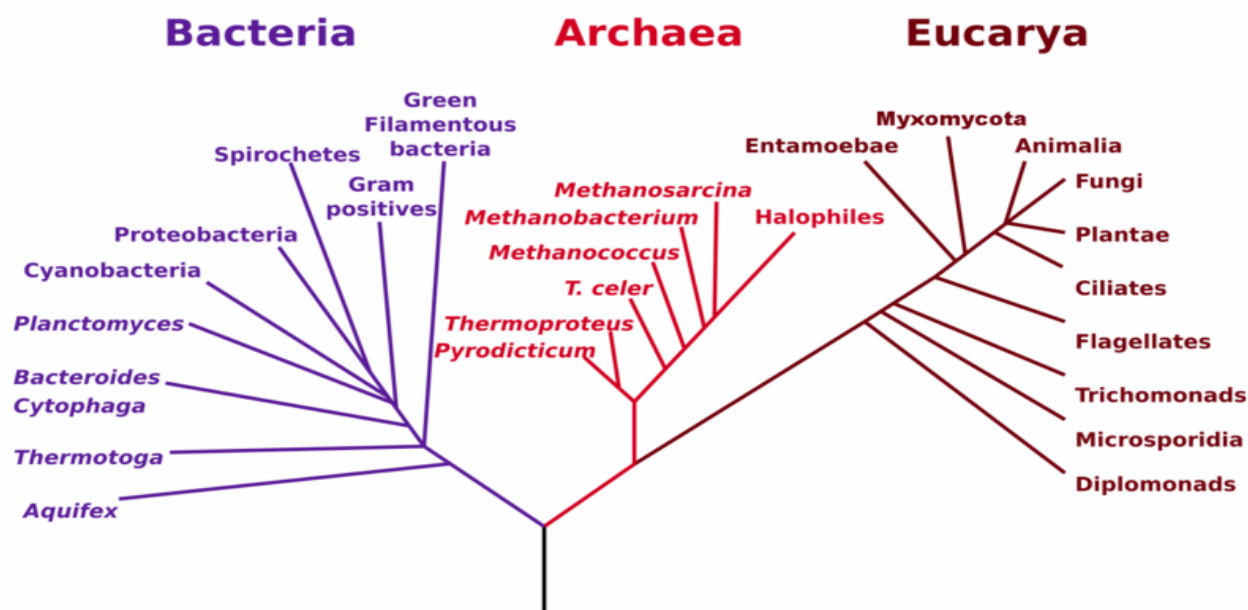 Bacteria
Archaea
Eucarya
Green
Filamentous
bacteria
Spirochetes
Gram
positives
Proteobacteria
Cyanobacteria
Planctomyces
Bacteroides
Cytophaga
Thermotoga
Aquifex
Methanosarcina
Methanobacterium
Halophiles
Methanococcus
T. celer
Thermoproteus
Pyrodicticum
Entamoebae
Myxomycota
Animalia
Fungi
Plantae
Ciliates
Flagellates
Trichomonads
Microsporidia
Diplomonads